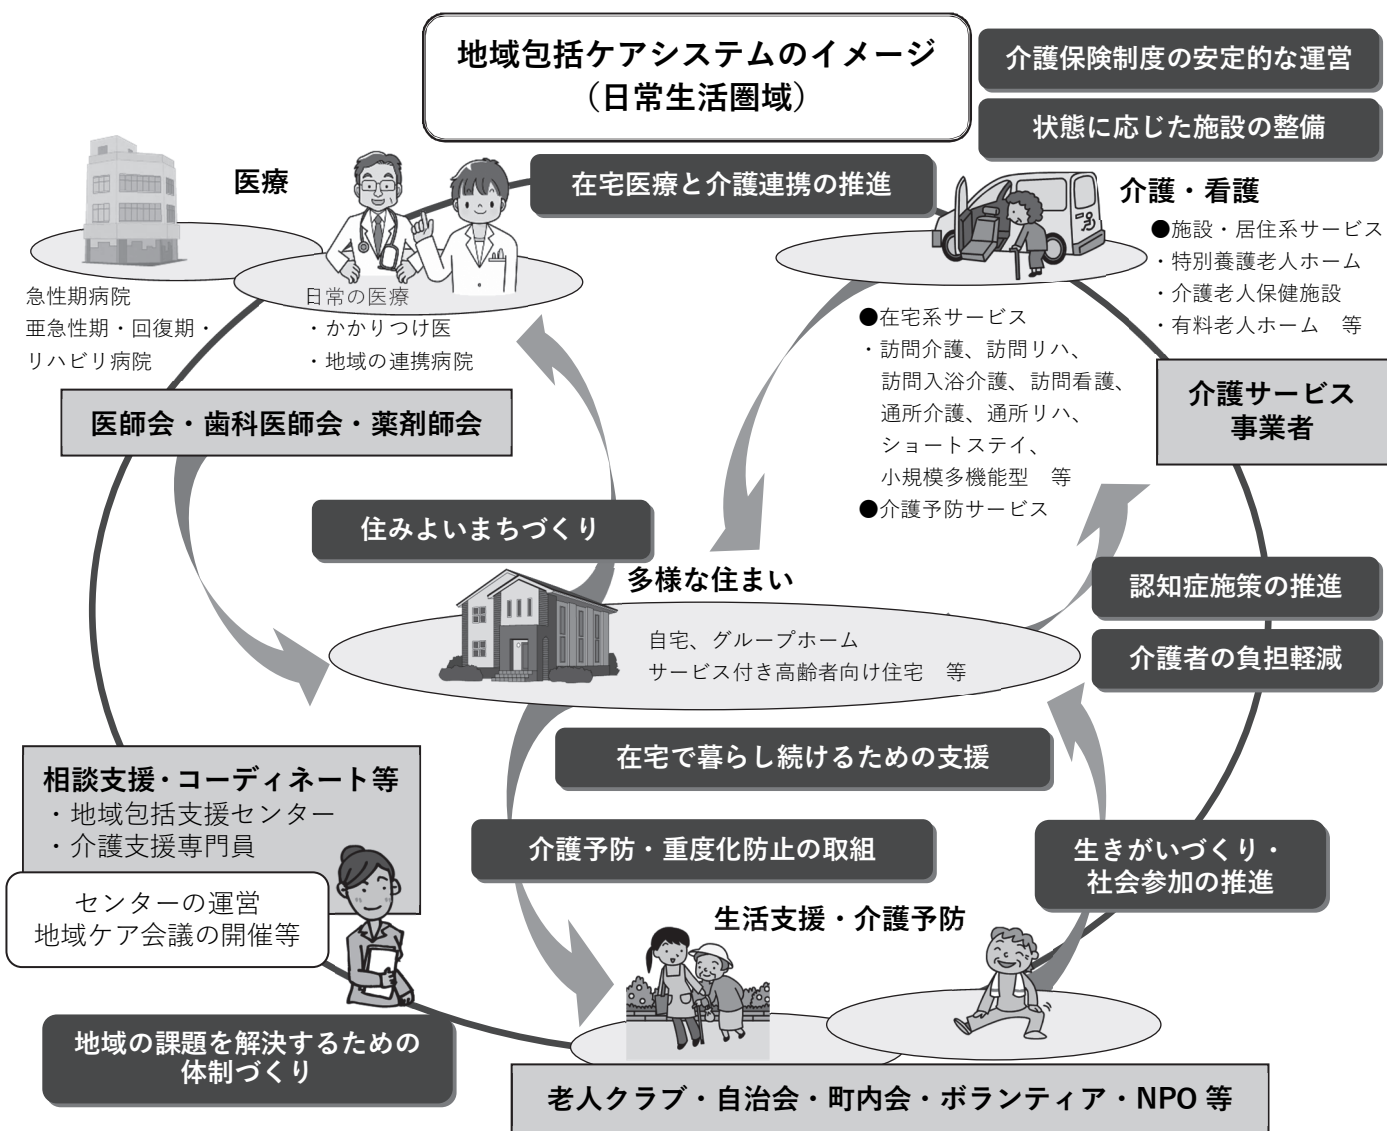 地域包括ケアシステムのイメージ
（日常生活圏域）
介護保険制度の安定的な運営
状態に応じた施設の整備
在宅医療と介護連携の推進
医療
急性期病院
亜急性期・回復期・
リハビリ病院
日常の医療
・かかりつけ医
・地域の連携病院
医師会・歯科医師会・薬剤師会
介護・看護
●施設・居住系サービス
・特別養護老人ホーム
・介護老人保健施設
・有料老人ホーム　等
●在宅系サービス
・訪問介護、訪問リハ、
訪問入浴介護、訪問看護、
通所介護、通所リハ、
ショートステイ、
小規模多機能型　等
●介護予防サービス
介護サービス
事業者
住みよいまちづくり
多様な住まい
自宅、グループホーム
サービス付き高齢者向け住宅　等
認知症施策の推進
介護者の負担軽減
在宅で暮らし続けるための支援
相談支援・コーディネート等
・地域包括支援センター
・介護支援専門員
センターの運営
地域ケア会議の開催等
介護予防・重度化防止の取組
生きがいづくり・
社会参加の推進
生活支援・介護予防
地域の課題を解決するための
体制づくり
老人クラブ・自治会・町内会・ボランティア・NPO 等